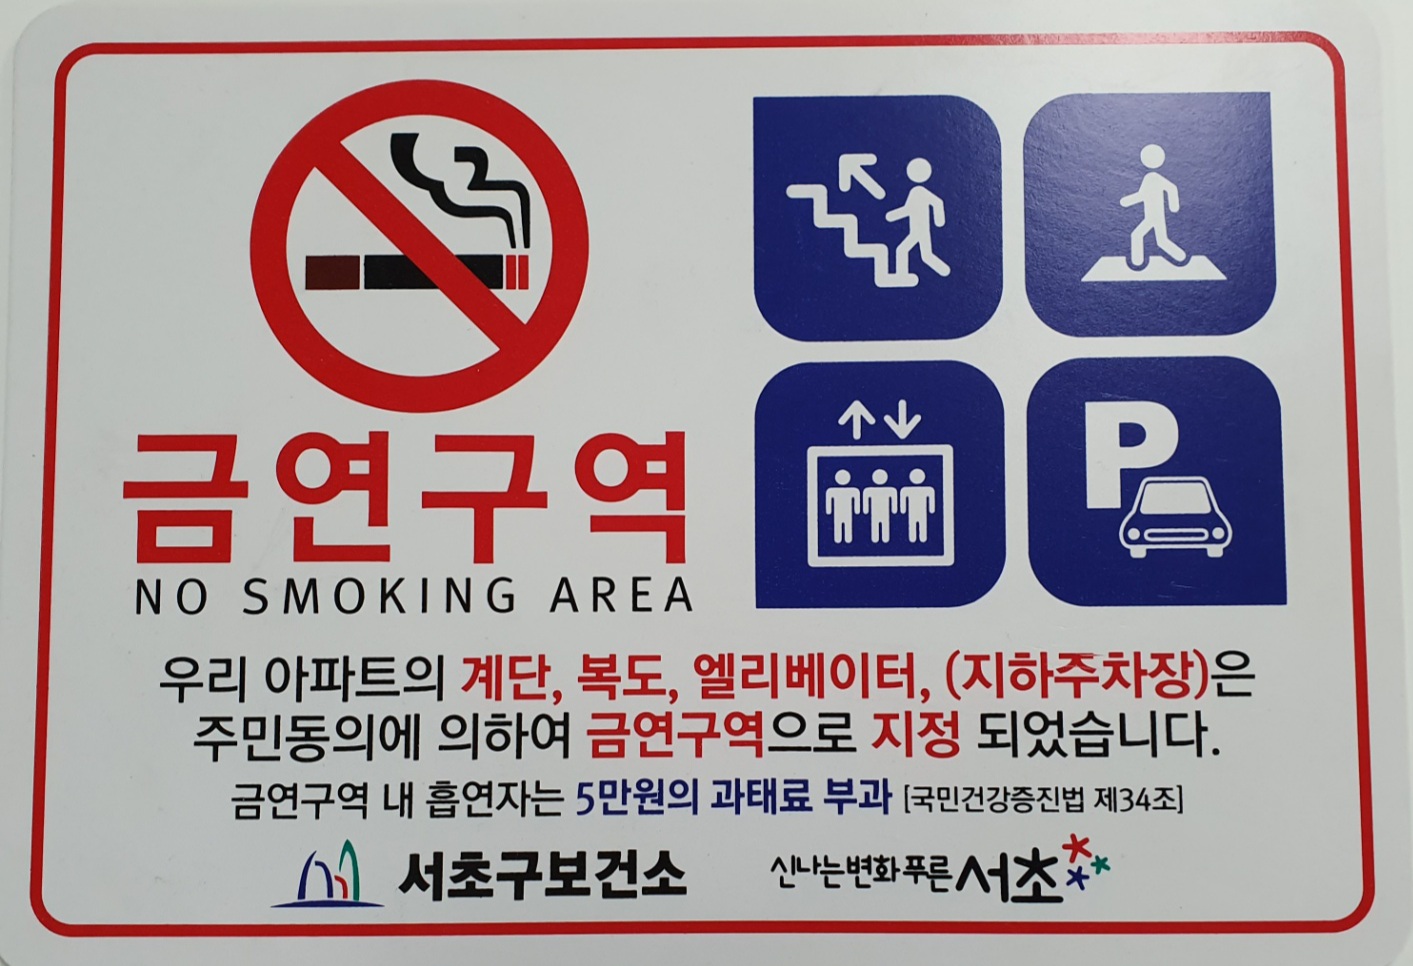 금연구역
NO SMOKING AREA
P
우리 아파트의 계단, 복도, 엘리베이터, (지하주차장)은
주민동의에 의하여 금연구역으로 지정 되었습니다.
금연구역 내 흡연자는 5만원의 과태료 부과 [국민건강증진법 제34조]
서초구보건소
신나는변화 푸른 서초